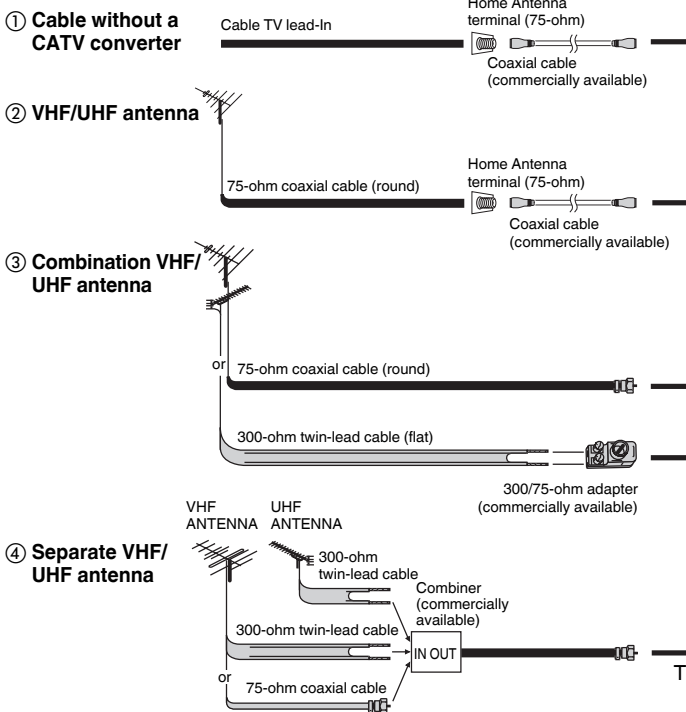 ① Cable without a
CATV converter
Cable TV lead-In
Home Antenna
terminal (75-ohm)
Coaxial cable
(commercially available)
② VHF/UHF antenna
75-ohm coaxial cable (round)
Home Antenna
terminal (75-ohm)
Coaxial cable
(commercially available)
③ Combination VHF/
UHF antenna
or
75-ohm coaxial cable (round)
300-ohm twin-lead cable (flat)
300/75-ohm adapter
(commercially available)
④ Separate VHF/
UHF antenna
VHF
ANTENNA
UHF
ANTENNA
300-ohm
twin-lead cable
Combiner
(commercially
available)
300-ohm twin-lead cable
IN OUT
or
75-ohm coaxial cable
T